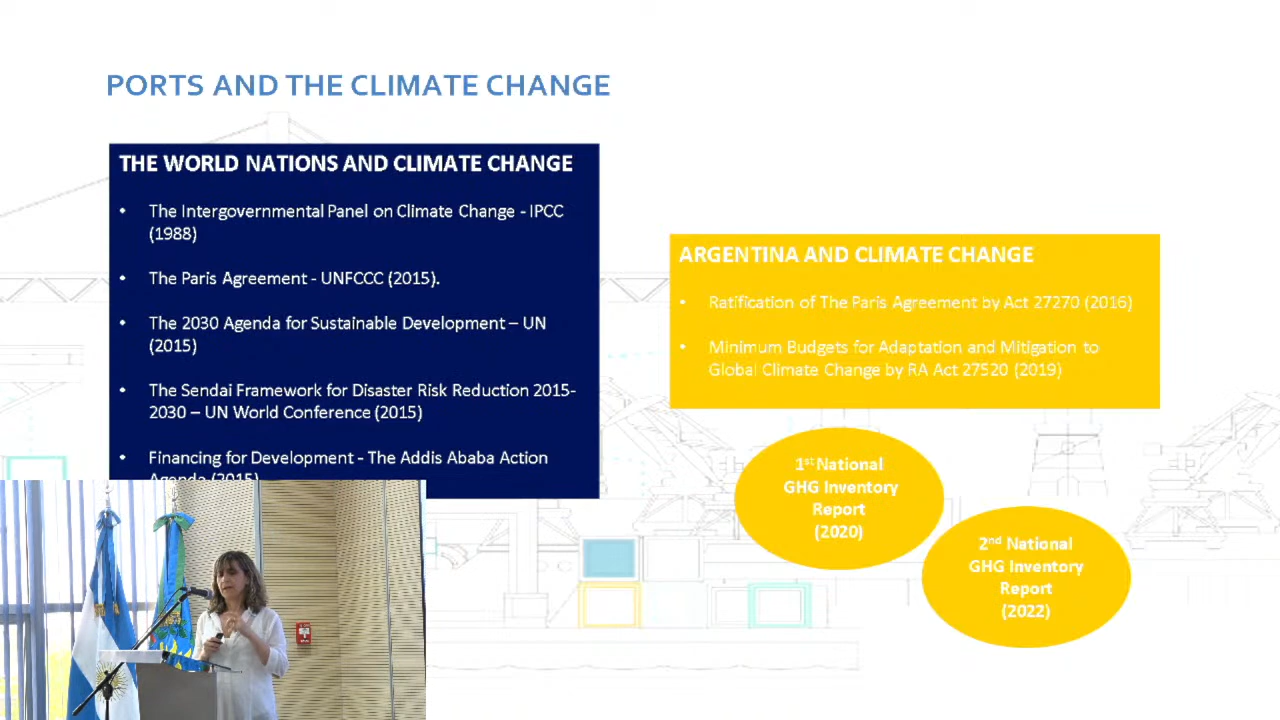 PORTS AND THE CLIMATE CHANGE
THE WORLD NATIONS AND CLIMATE CHANGE
• The Intergovernmental Panel on Climate Change - IPCC
(1988)
• The Paris Agreement - UNFCCC (2015).
• The 2030 Agenda for Sustainable Development – UN
(2015)
• The Sendai Framework for Disaster Risk Reduction 2015-
2030 – UN World Conference (2015)
• Financing for Development - The Addis Ababa Action
Agenda (2015)
ARGENTINA AND CLIMATE CHANGE
• Ratification of The Paris Agreement by Act 27270 (2016)
• Minimum Budgets for Adaptation and Mitigation to
Global Climate Change by RA Act 27520 (2019)
1st National
GHG Inventory
Report
(2020)
2nd National
GHG Inventory
Report
(2022)